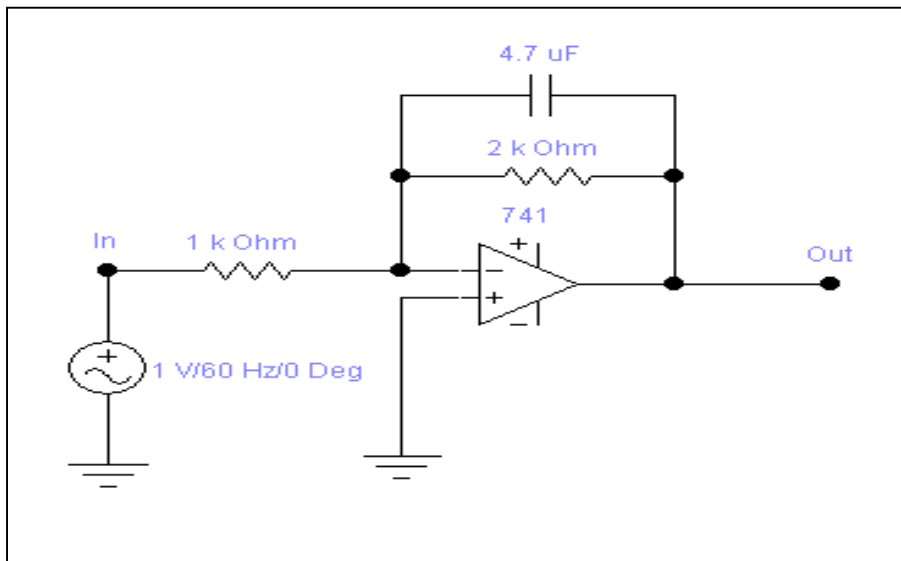 4.7 uF
2 k Ohm
741
In
1 k Ohm
+
−
+
−
Out
+
1 V/60 Hz/0 Deg